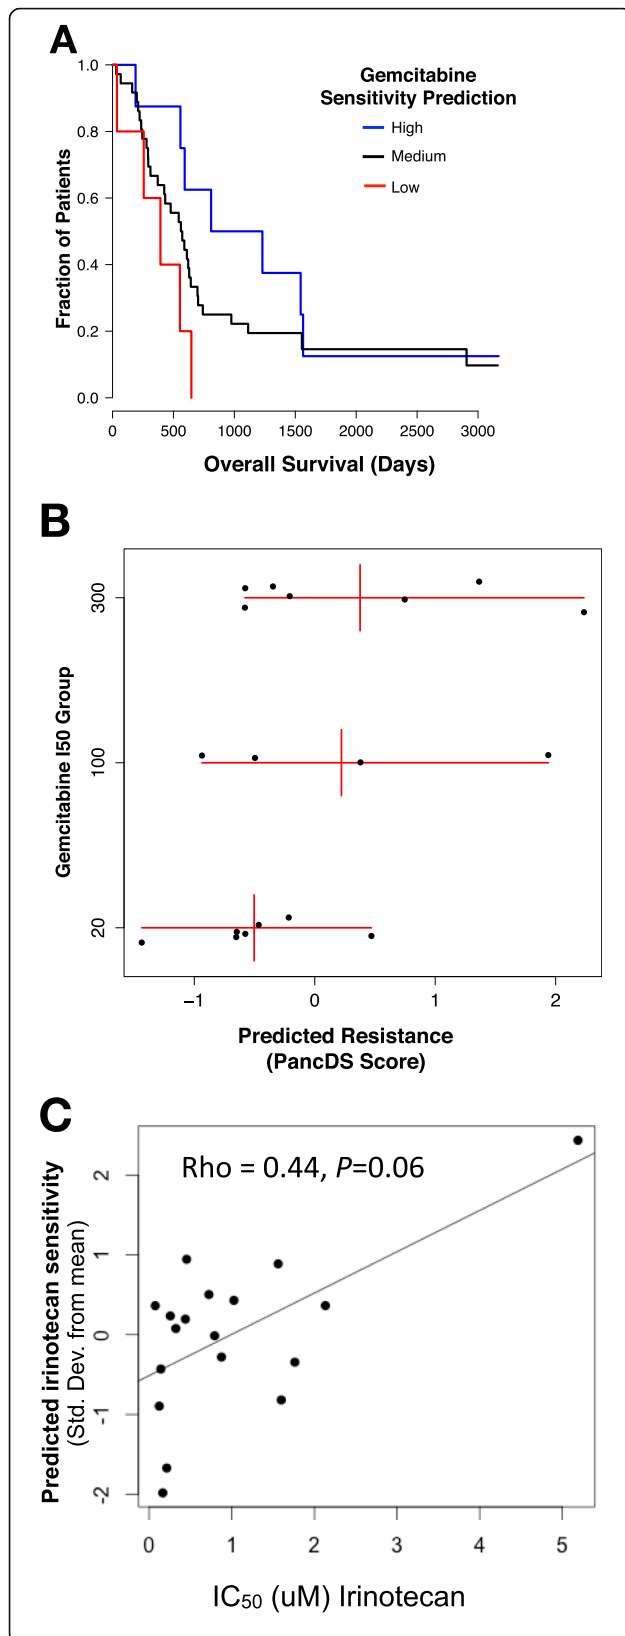 A
Gemcitabine
Sensitivity Prediction
High
Medium
Low
Fraction of Patients
1.0
0.8
0.6
0.4
0.2
0.0
0 500 1000 1500 2000 2500 3000
Overall Survival (Days)
B
Gemcitabine I50 Group
300
100
20
−1 0 1 2
Predicted Resistance
(PancDS Score)
C
Rho = 0.44, P=0.06
Predicted irinotecan sensitivity
(Std. Dev. from mean)
2
1
0
-1
-2
0 1 2 3 4 5
IC50 (uM) Irinotecan